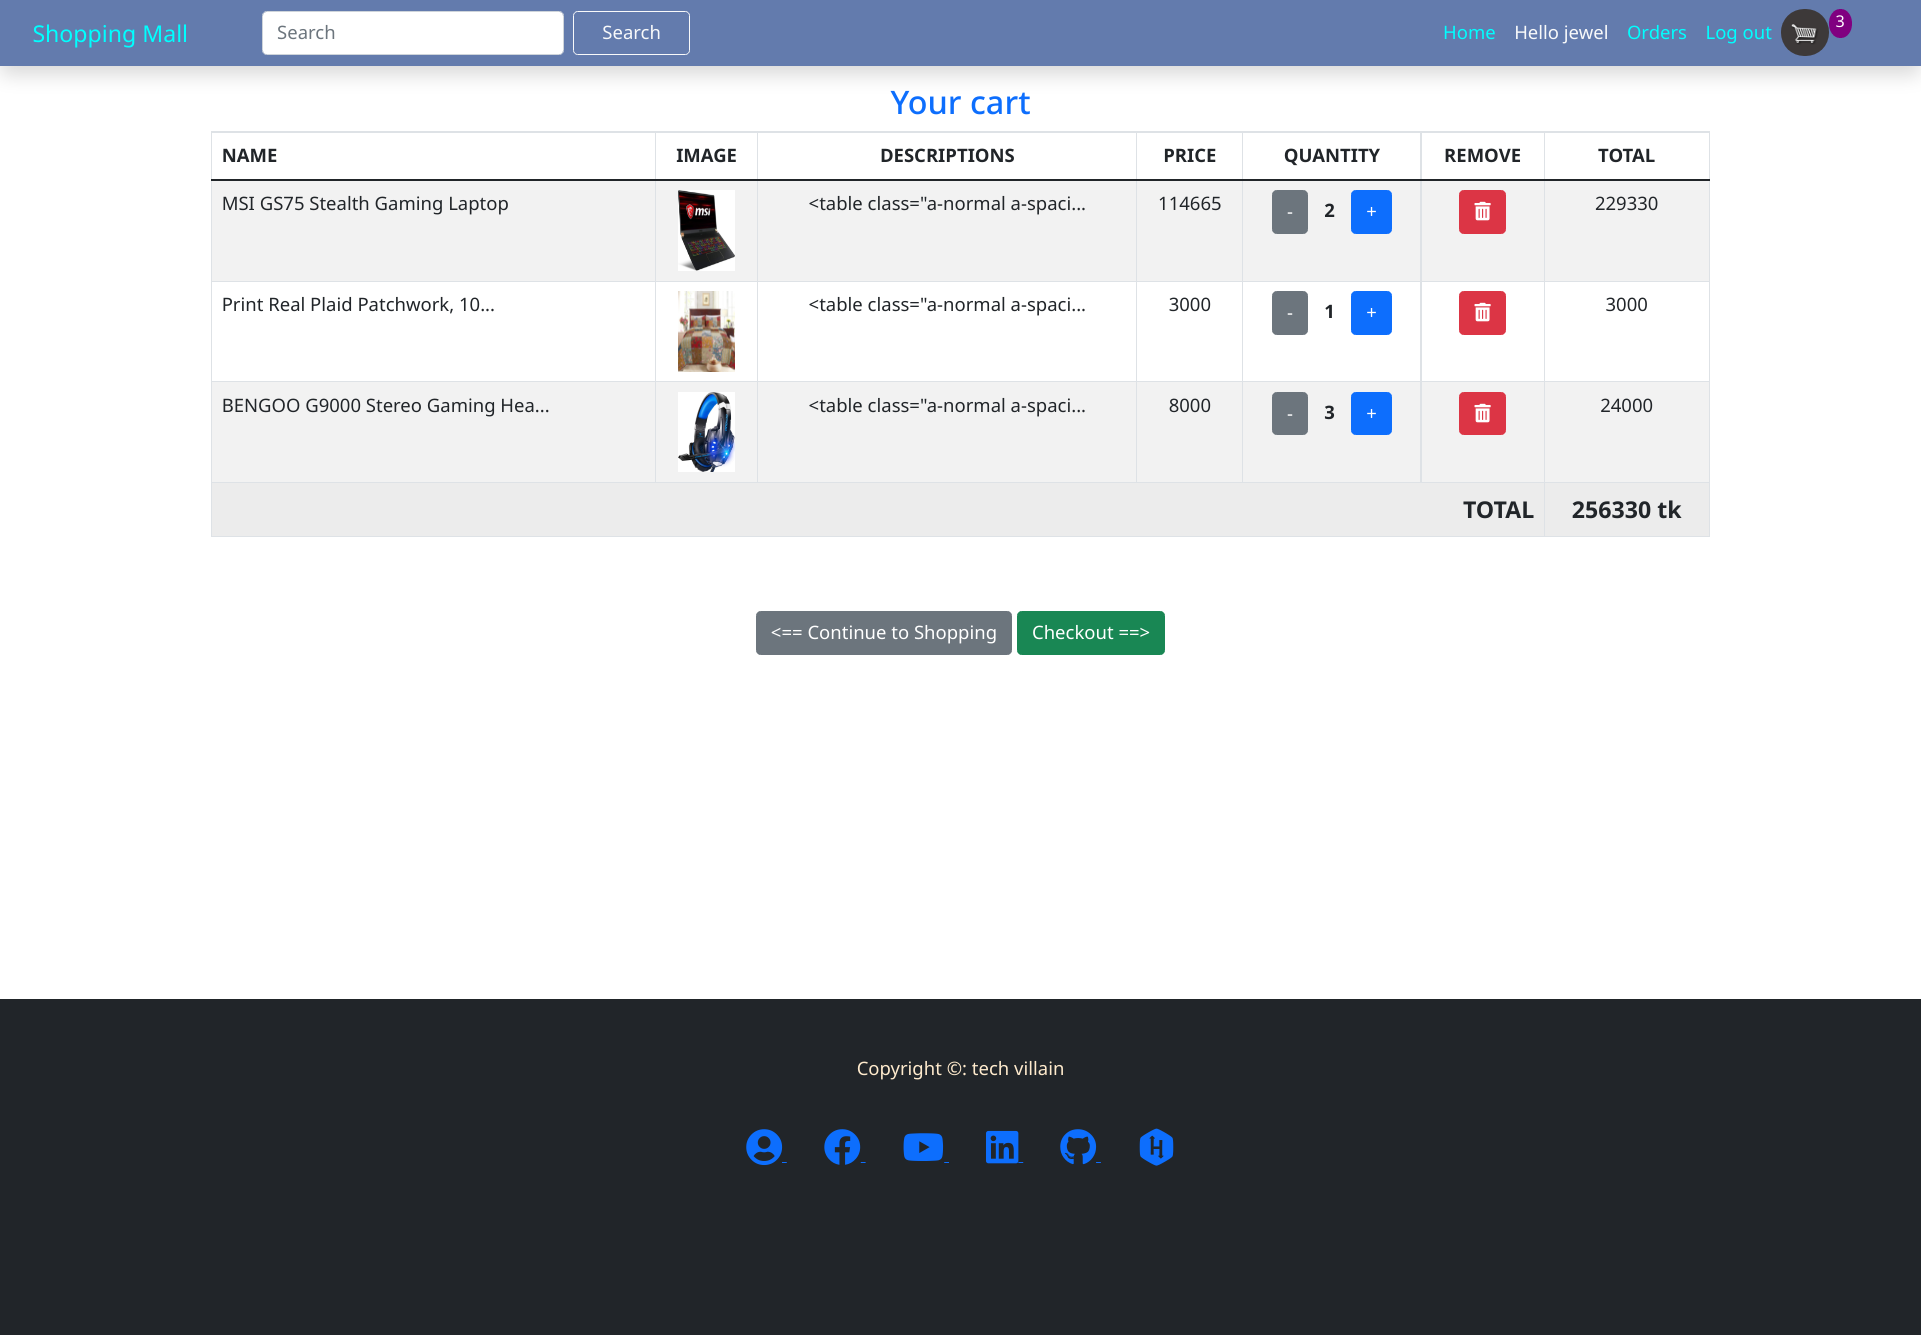 Shopping Mall Search Search Home Hello jewel Orders Log out 3
Your cart
NAME IMAGE DESCRIPTIONS PRICE QUANTITY REMOVE TOTAL
MSI GS75 Stealth Gaming Laptop msi <table class="a-normal a-spaci... 114665 - 2 + 229330
Print Real Plaid Patchwork, 10... <table class="a-normal a-spaci... 3000 - 1 + 3000
BENGOO G9000 Stereo Gaming Hea... <table class="a-normal a-spaci... 8000 - 3 + 24000
TOTAL 256330 tk
<== Continue to Shopping Checkout ==>
Copyright ©: tech villain